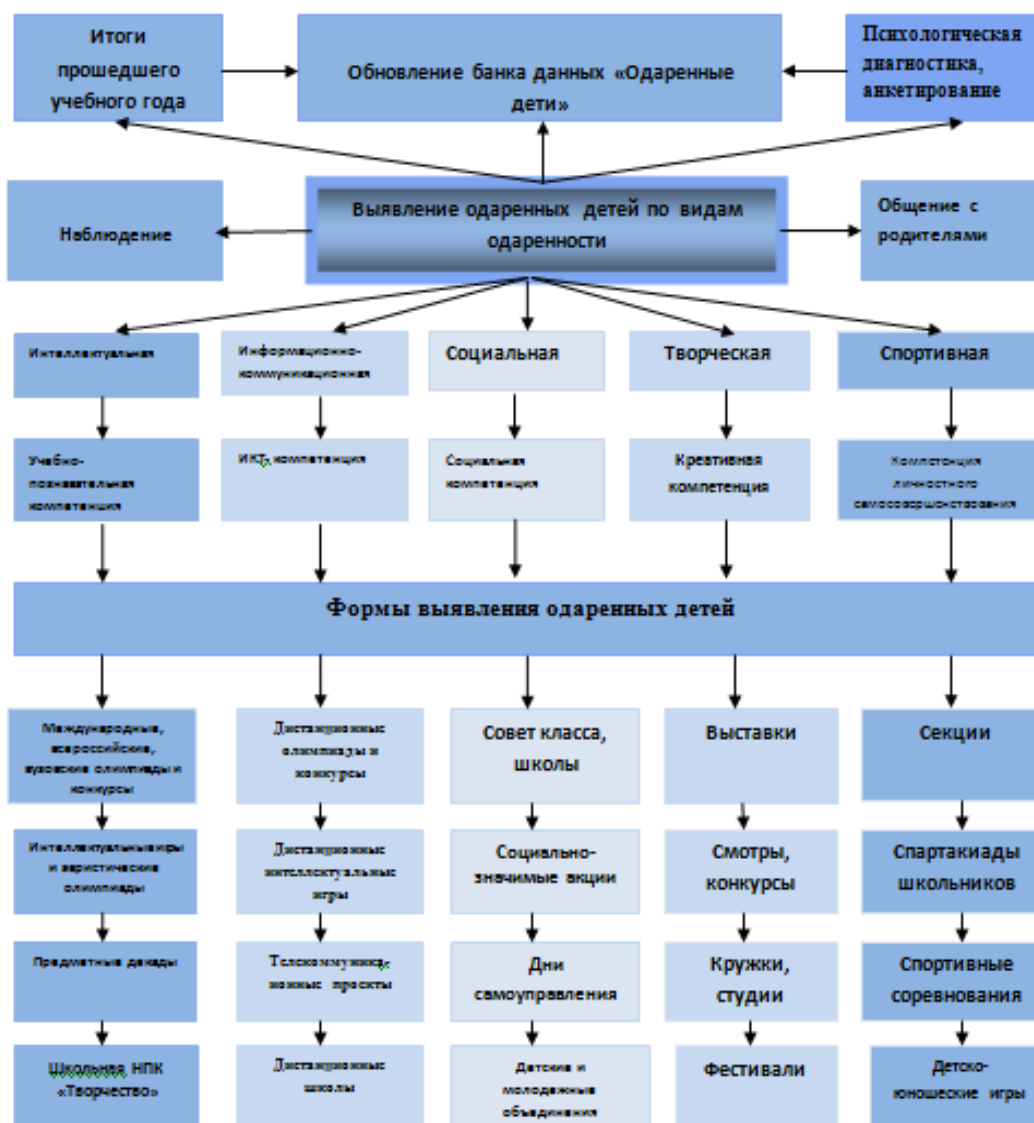 Итоги
прошедшего
учебного года
Обновление банка данных «Одаренные
дети»
Психологическая
диагностика,
анкетирование
Наблюдение
Выявление одаренных детей по видам
одаренности
Общение с
родителями
Интеллектуальная
Информационно-
коммуникационная
Социальная
Творческая
Спортивная
Учебно-
познавательная
компетенция
ИКТ, компетенция
Социальная
компетенция
Креативная
компетенция
Компетенция
личностного
самосовершенствования
Формы выявления одаренных детей
Международные,
всероссийские,
вузовские олимпиады и
конкурсы
Дистанционные
олимпиады и
конкурсы
Совет класса,
школы
Выставки
Секции
Интеллектуальные игры
и эвристические
олимпиады
Дистанционные
интеллектуальные
игры
Социально-
значимые акции
Смотры,
конкурсы
Спартакиады
школьников
Предметные декады
Телекоммуника,
ионные проекты
Дни
самоуправления
Кружки,
студии
Спортивные
соревнования
Школьная НПК
«Творчество»
Дистанционные
школы
Детские и
молодежные
объединения
Фестивали
Детско-
юношеские игры